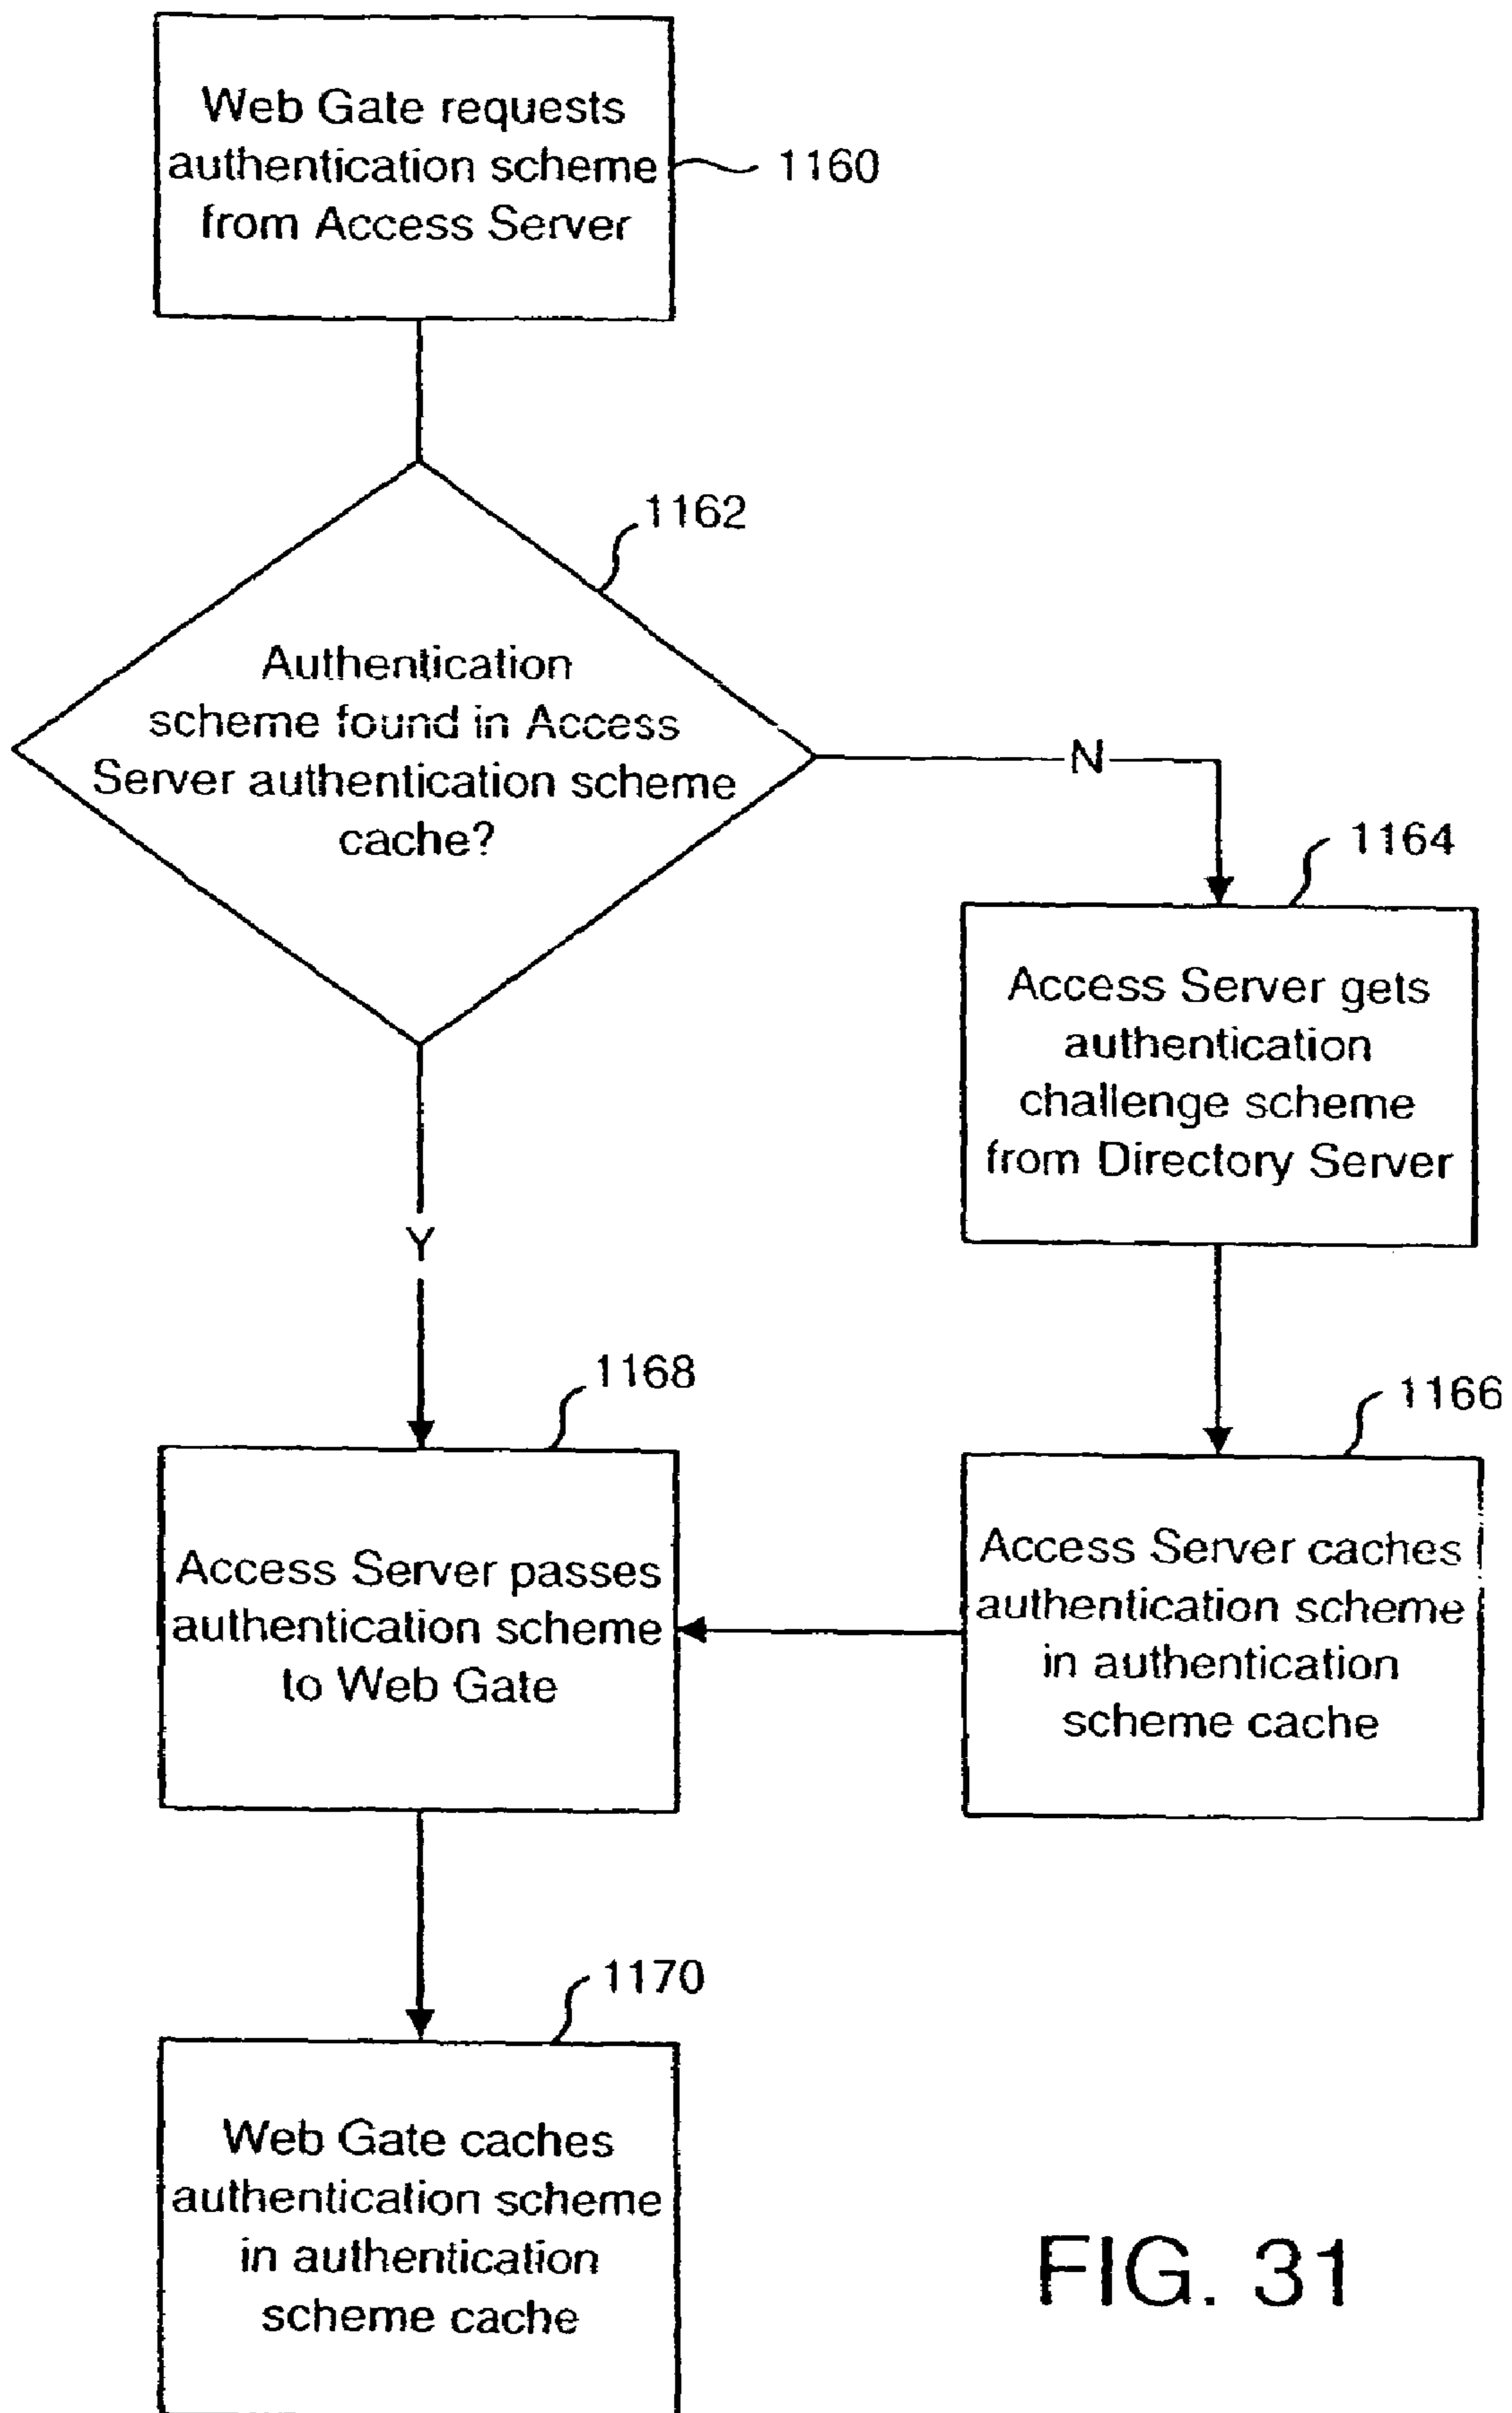 Web Gate requests
authentication scheme
from Access Server
1160
1162
Authentication
scheme found in Access
Server authentication scheme
cache?
N
1164
Access Server gets
authentication
challenge scheme
from Directory Server
Y
1168
1166
Access Server passes
authentication scheme
to Web Gate
Access Server caches
authentication scheme
in authentication
scheme cache
1170
Web Gate caches
authentication scheme
in authentication
scheme cache
FIG. 31